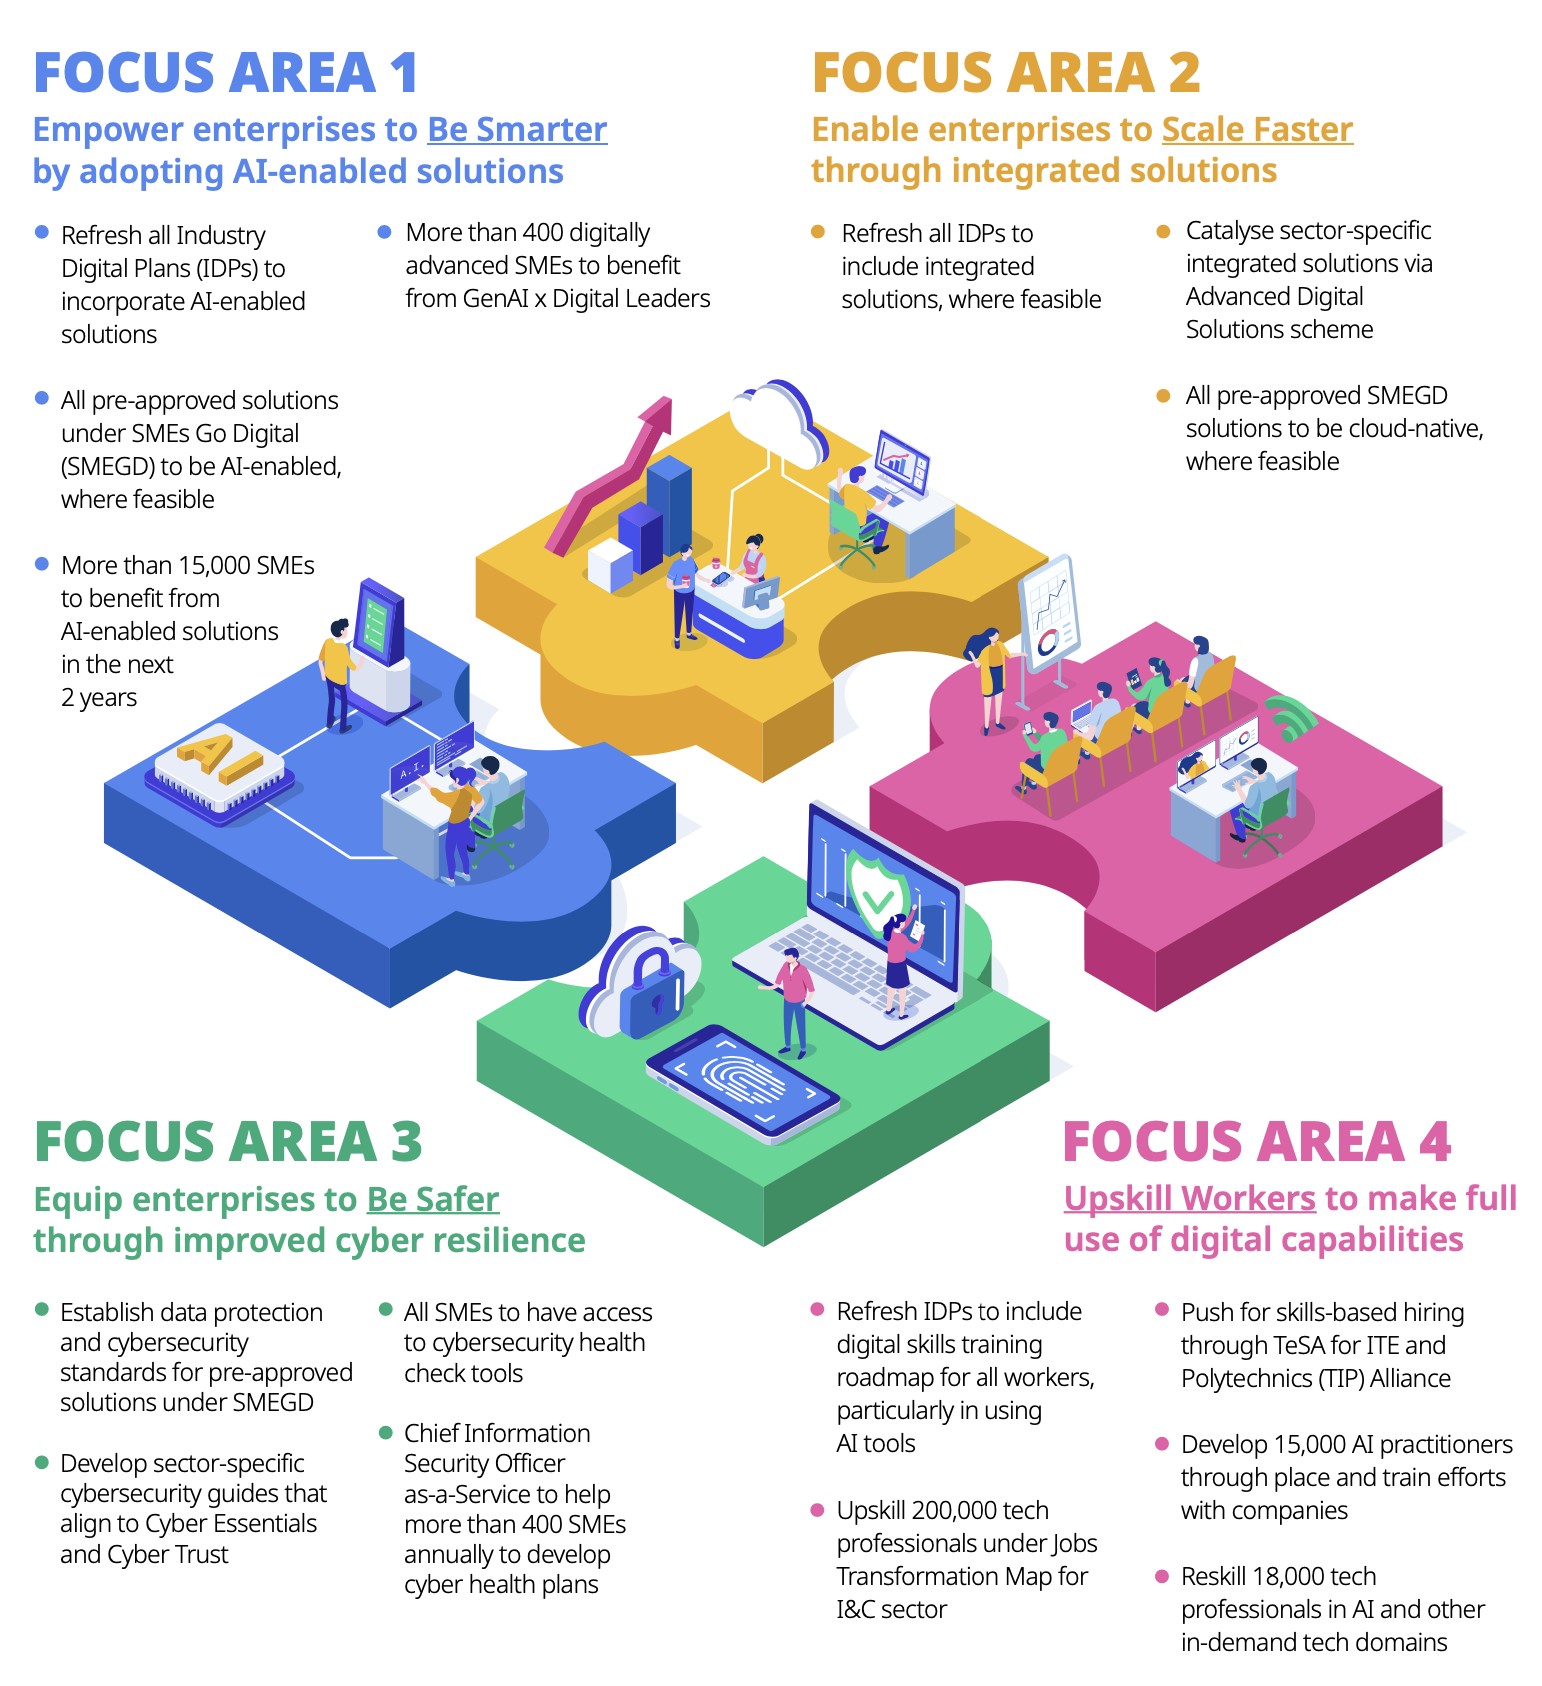 FOCUS AREA 1
Empower enterprises to Be Smarter
by adopting AI-enabled solutions
Refresh all Industry
Digital Plans (IDPs) to
incorporate AI-enabled
solutions
All pre-approved solutions
under SMEs Go Digital
(SMEGD) to be AI-enabled,
where feasible
More than 15,000 SMEs
to benefit from
AI-enabled solutions
in the next
2 years
More than 400 digitally
advanced SMEs to benefit
from GenAI x Digital Leaders
FOCUS AREA 2
Enable enterprises to Scale Faster
through integrated solutions
Refresh all IDPs to
include integrated
solutions, where feasible
Catalyse sector-specific
integrated solutions via
Advanced Digital
Solutions scheme
All pre-approved SMEGD
solutions to be cloud-native,
where feasible
AI
A.I.
FOCUS AREA 3
Equip enterprises to Be Safer
through improved cyber resilience
Establish data protection
and cybersecurity
standards for pre-approved
solutions under SMEGD
Develop sector-specific
cybersecurity guides that
align to Cyber Essentials
and Cyber Trust
All SMEs to have access
to cybersecurity health
check tools
Chief Information
Security Officer
as-a-Service to help
more than 400 SMEs
annually to develop
cyber health plans
FOCUS AREA 4
Upskill Workers to make full
use of digital capabilities
Refresh IDPs to include
digital skills training
roadmap for all workers,
particularly in using
AI tools
Upskill 200,000 tech
professionals under Jobs
Transformation Map for
I&C sector
Push for skills-based hiring
through TeSA for ITE and
Polytechnics (TIP) Alliance
Develop 15,000 AI practitioners
through place and train efforts
with companies
Reskill 18,000 tech
professionals in AI and other
in-demand tech domains